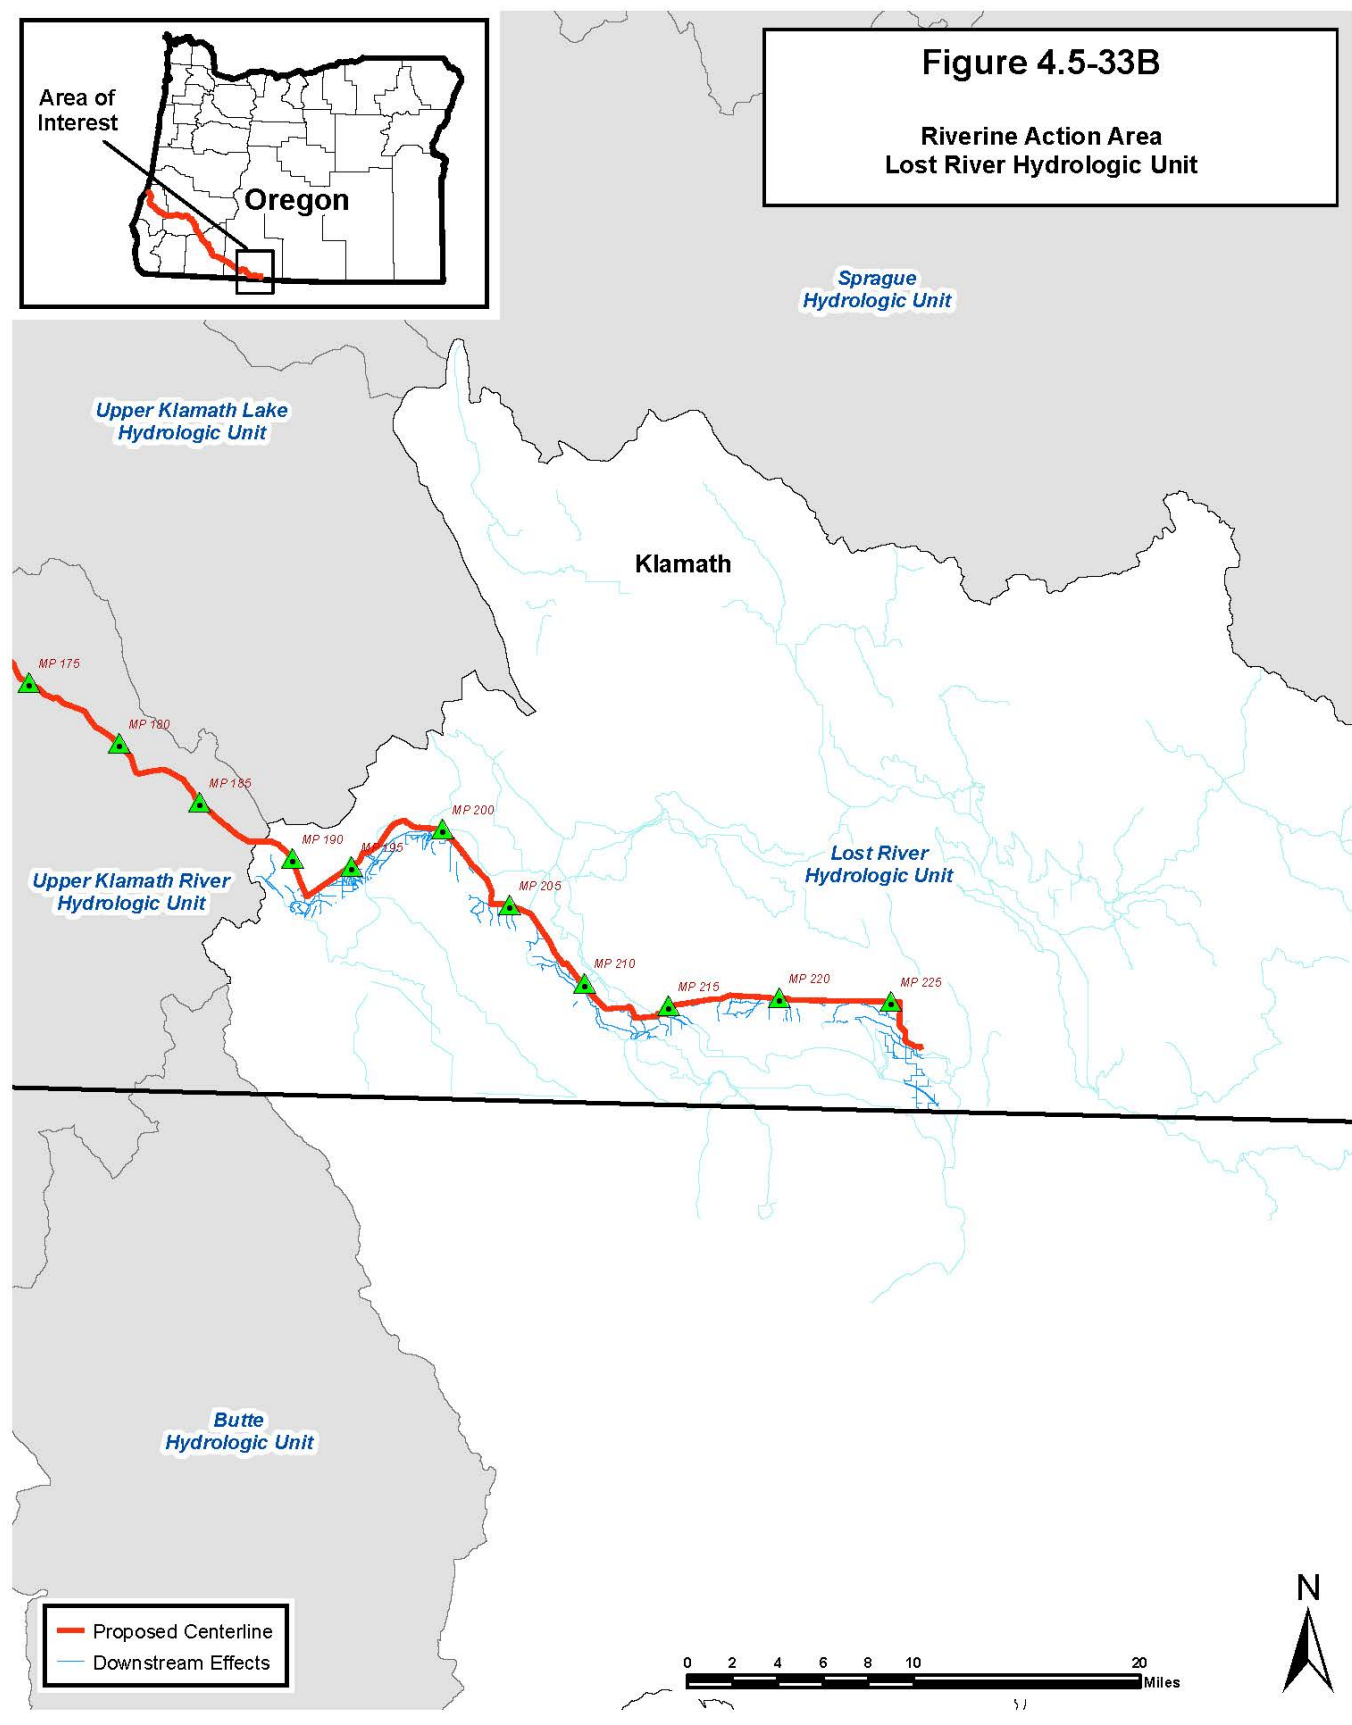 Figure 4.5-33B
Riverine Action Area
Lost River Hydrologic Unit
Area of
Interest
Oregon
Sprague
Hydrologic Unit
Upper Klamath Lake
Hydrologic Unit
Klamath
MP 175
MP 180
MP 185
MP 190
MP 195
MP 200
MP 205
MP 210
MP 215
MP 220
MP 225
Lost River
Hydrologic Unit
Upper Klamath River
Hydrologic Unit
Butte
Hydrologic Unit
Proposed Centerline
Downstream Effects
0 2 4 6 8 10 20
Miles
N